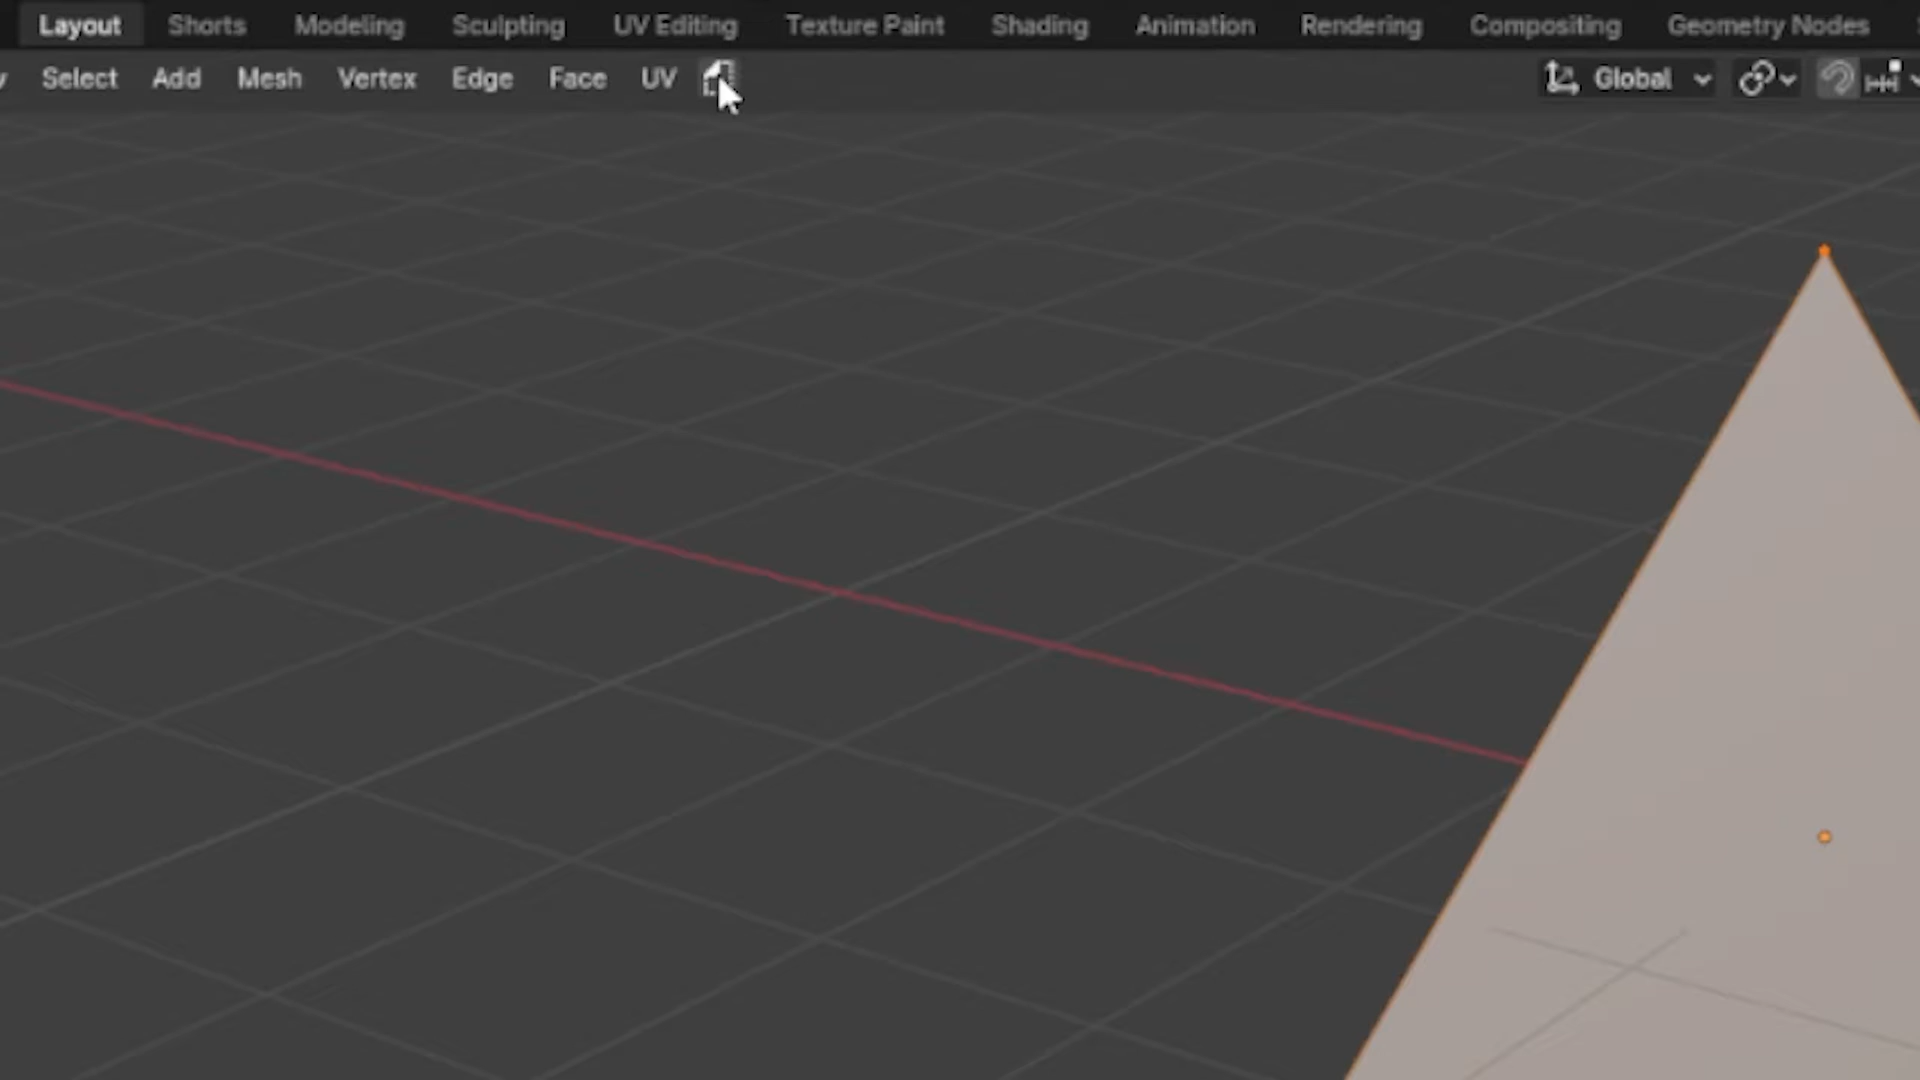 Layout Shorts Modeling Sculpting UV Editing Texture Paint Shading Animation Rendering Compositing Geometry Nodes
Select Add Mesh Vertex Edge Face UV Global